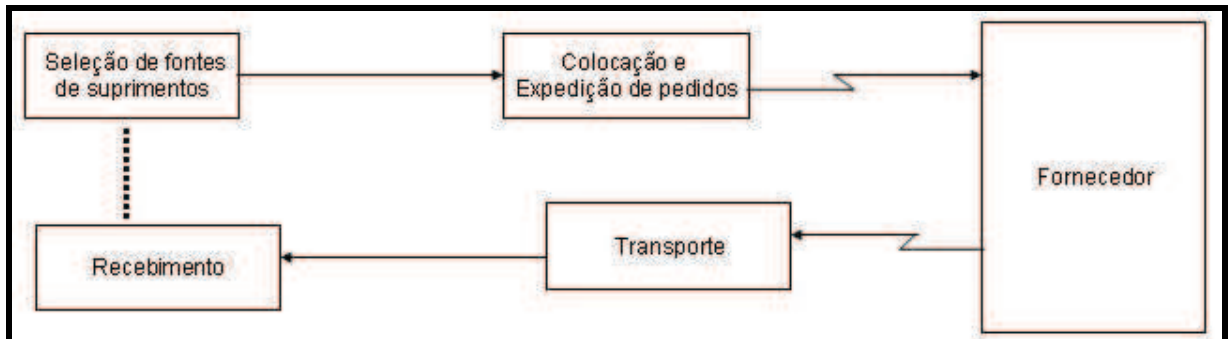 Seleção de fontes
de suprimentos
Colocação e
Expedição de pedidos
Fornecedor
Transporte
Recebimento